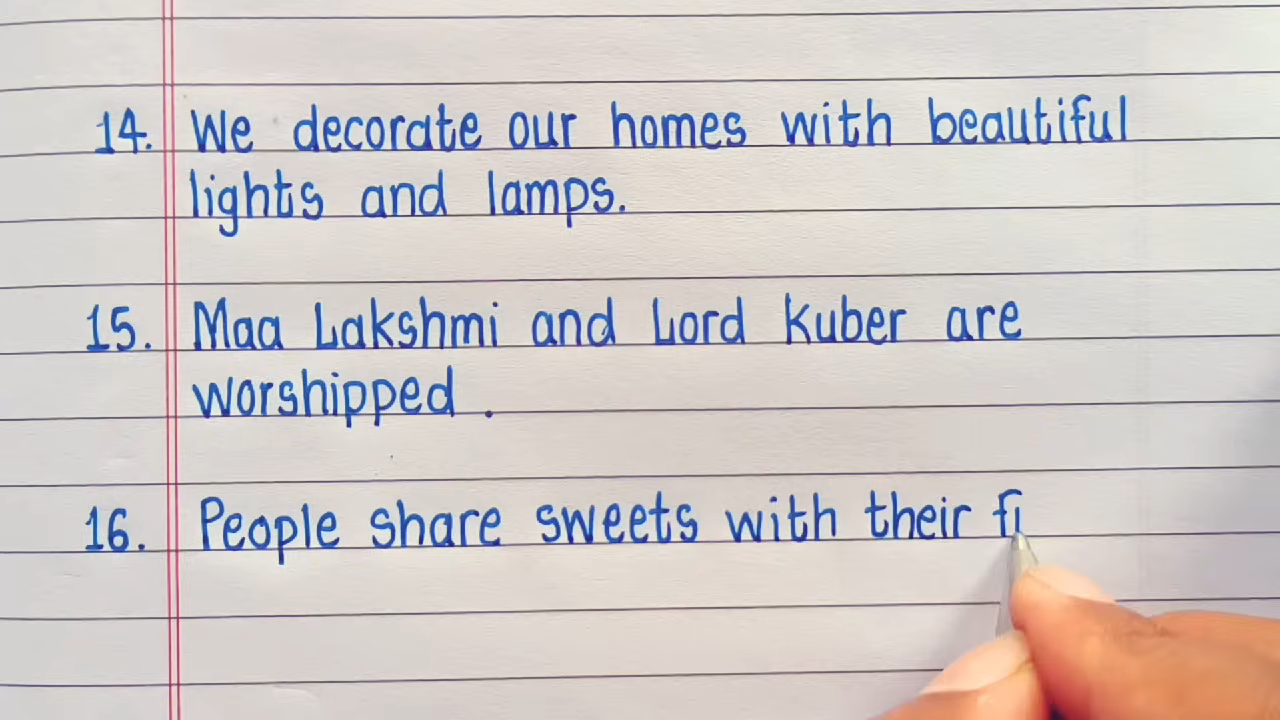 14. We decorate our homes with beautiful
lights and lamps.
15. Maa Lakshmi and Lord Kuber are
worshipped .
16. People share sweets with their